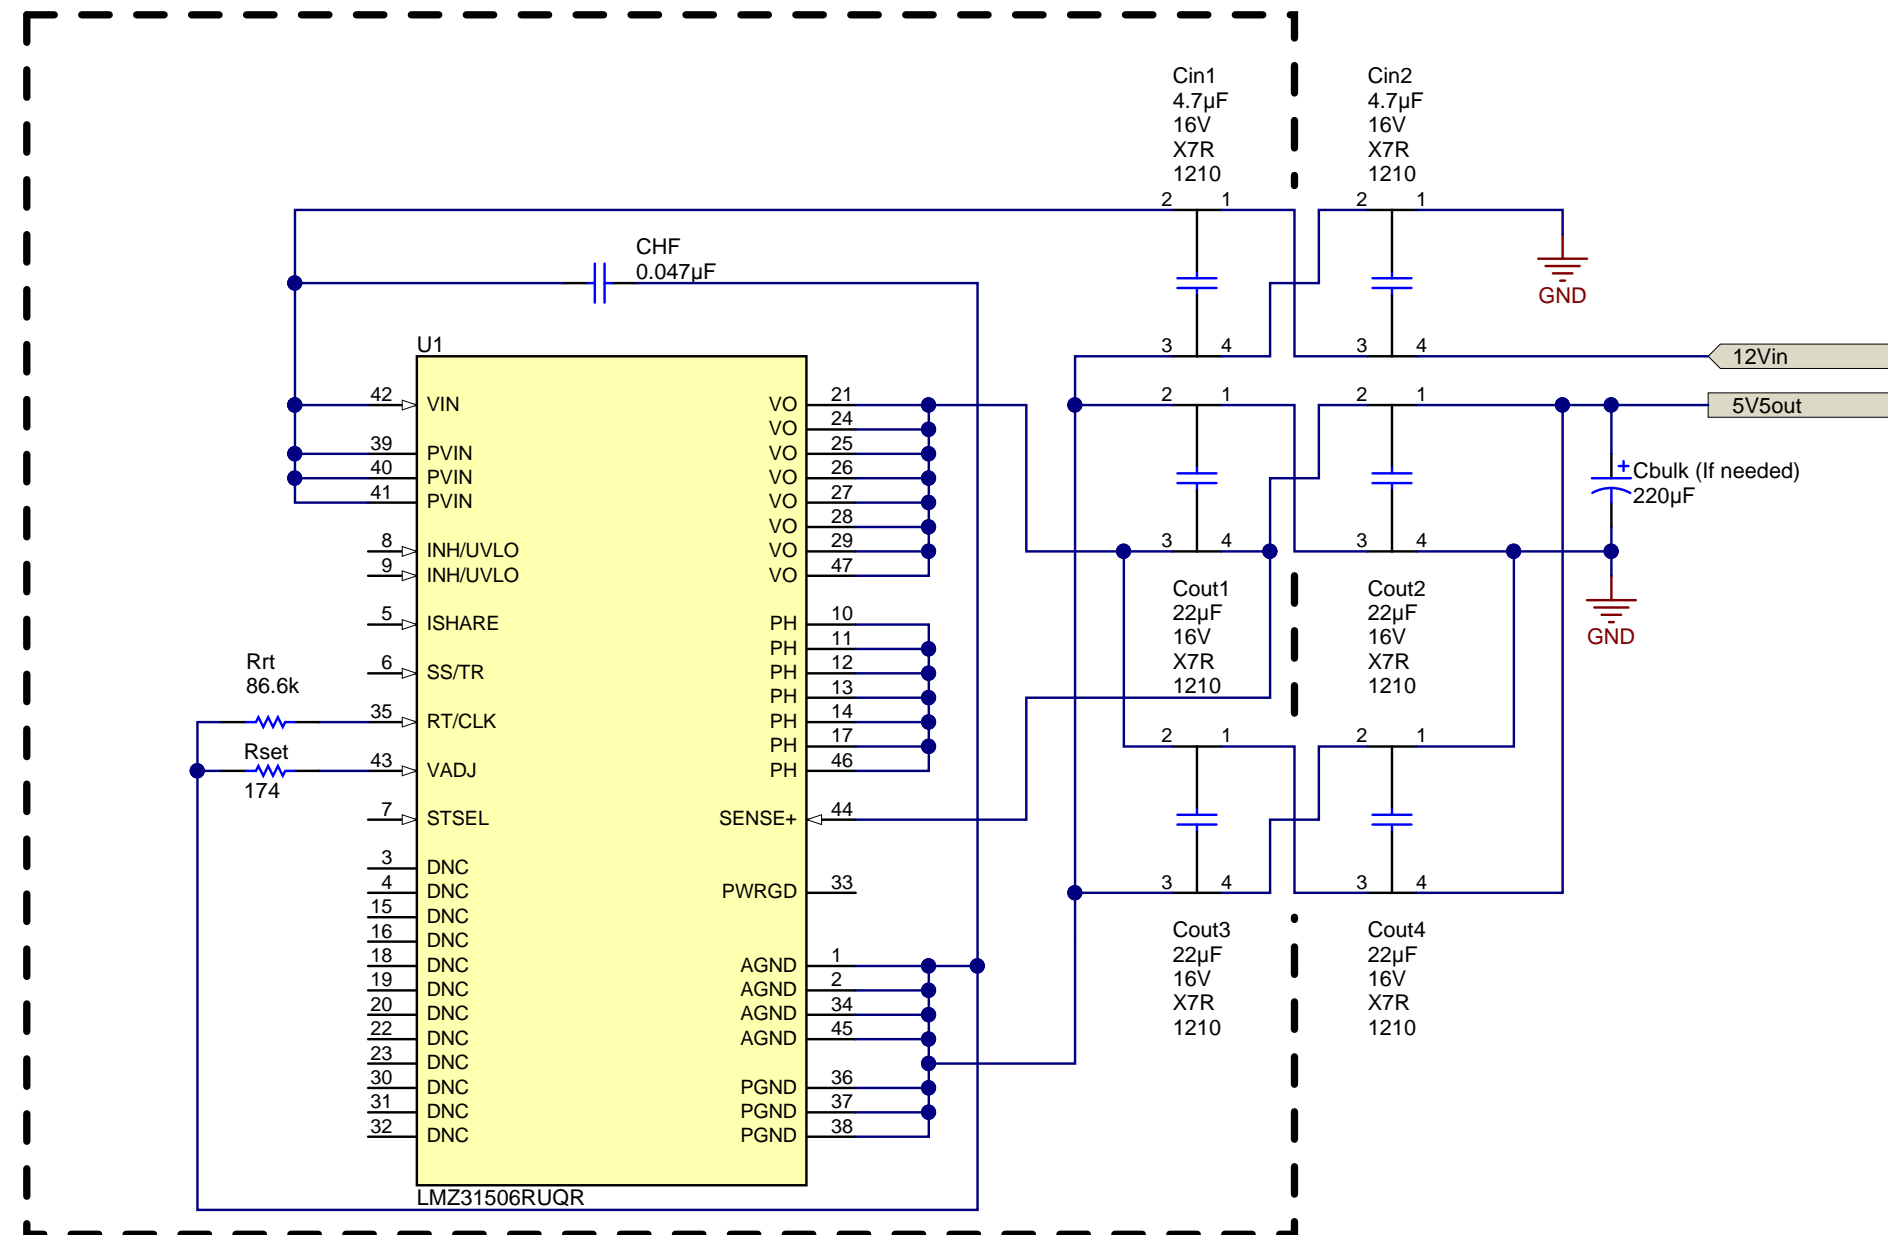 Cin1
4.7µF
16V
X7R
1210
2 1
3 4
Cin2
4.7µF
16V
X7R
1210
2 1
3 4
GND
12Vin
5V5out
CHF
0.047µF
U1
42 VIN
39 PVIN
40 PVIN
41 PVIN
8 INH/UVLO
9 INH/UVLO
5 ISHARE
6 SS/TR
35 RT/CLK
43 VADJ
7 STSEL
3 DNC
4 DNC
15 DNC
16 DNC
18 DNC
19 DNC
20 DNC
22 DNC
23 DNC
30 DNC
31 DNC
32 DNC
VO 21
VO 24
VO 25
VO 26
VO 27
VO 28
VO 29
VO 47
PH 10
PH 11
PH 12
PH 13
PH 14
PH 17
PH 46
SENSE+ 44
PWRGD 33
AGND 1
AGND 2
AGND 34
AGND 45
PGND 36
PGND 37
PGND 38
LMZ31506RUQR
Rrt
86.6k
Rset
174
2 1
3 4
Cout1
22µF
16V
X7R
1210
2 1
3 4
Cout2
22µF
16V
X7R
1210
+
Cbulk (If needed)
220µF
GND
2 1
3 4
Cout3
22µF
16V
X7R
1210
2 1
3 4
Cout4
22µF
16V
X7R
1210